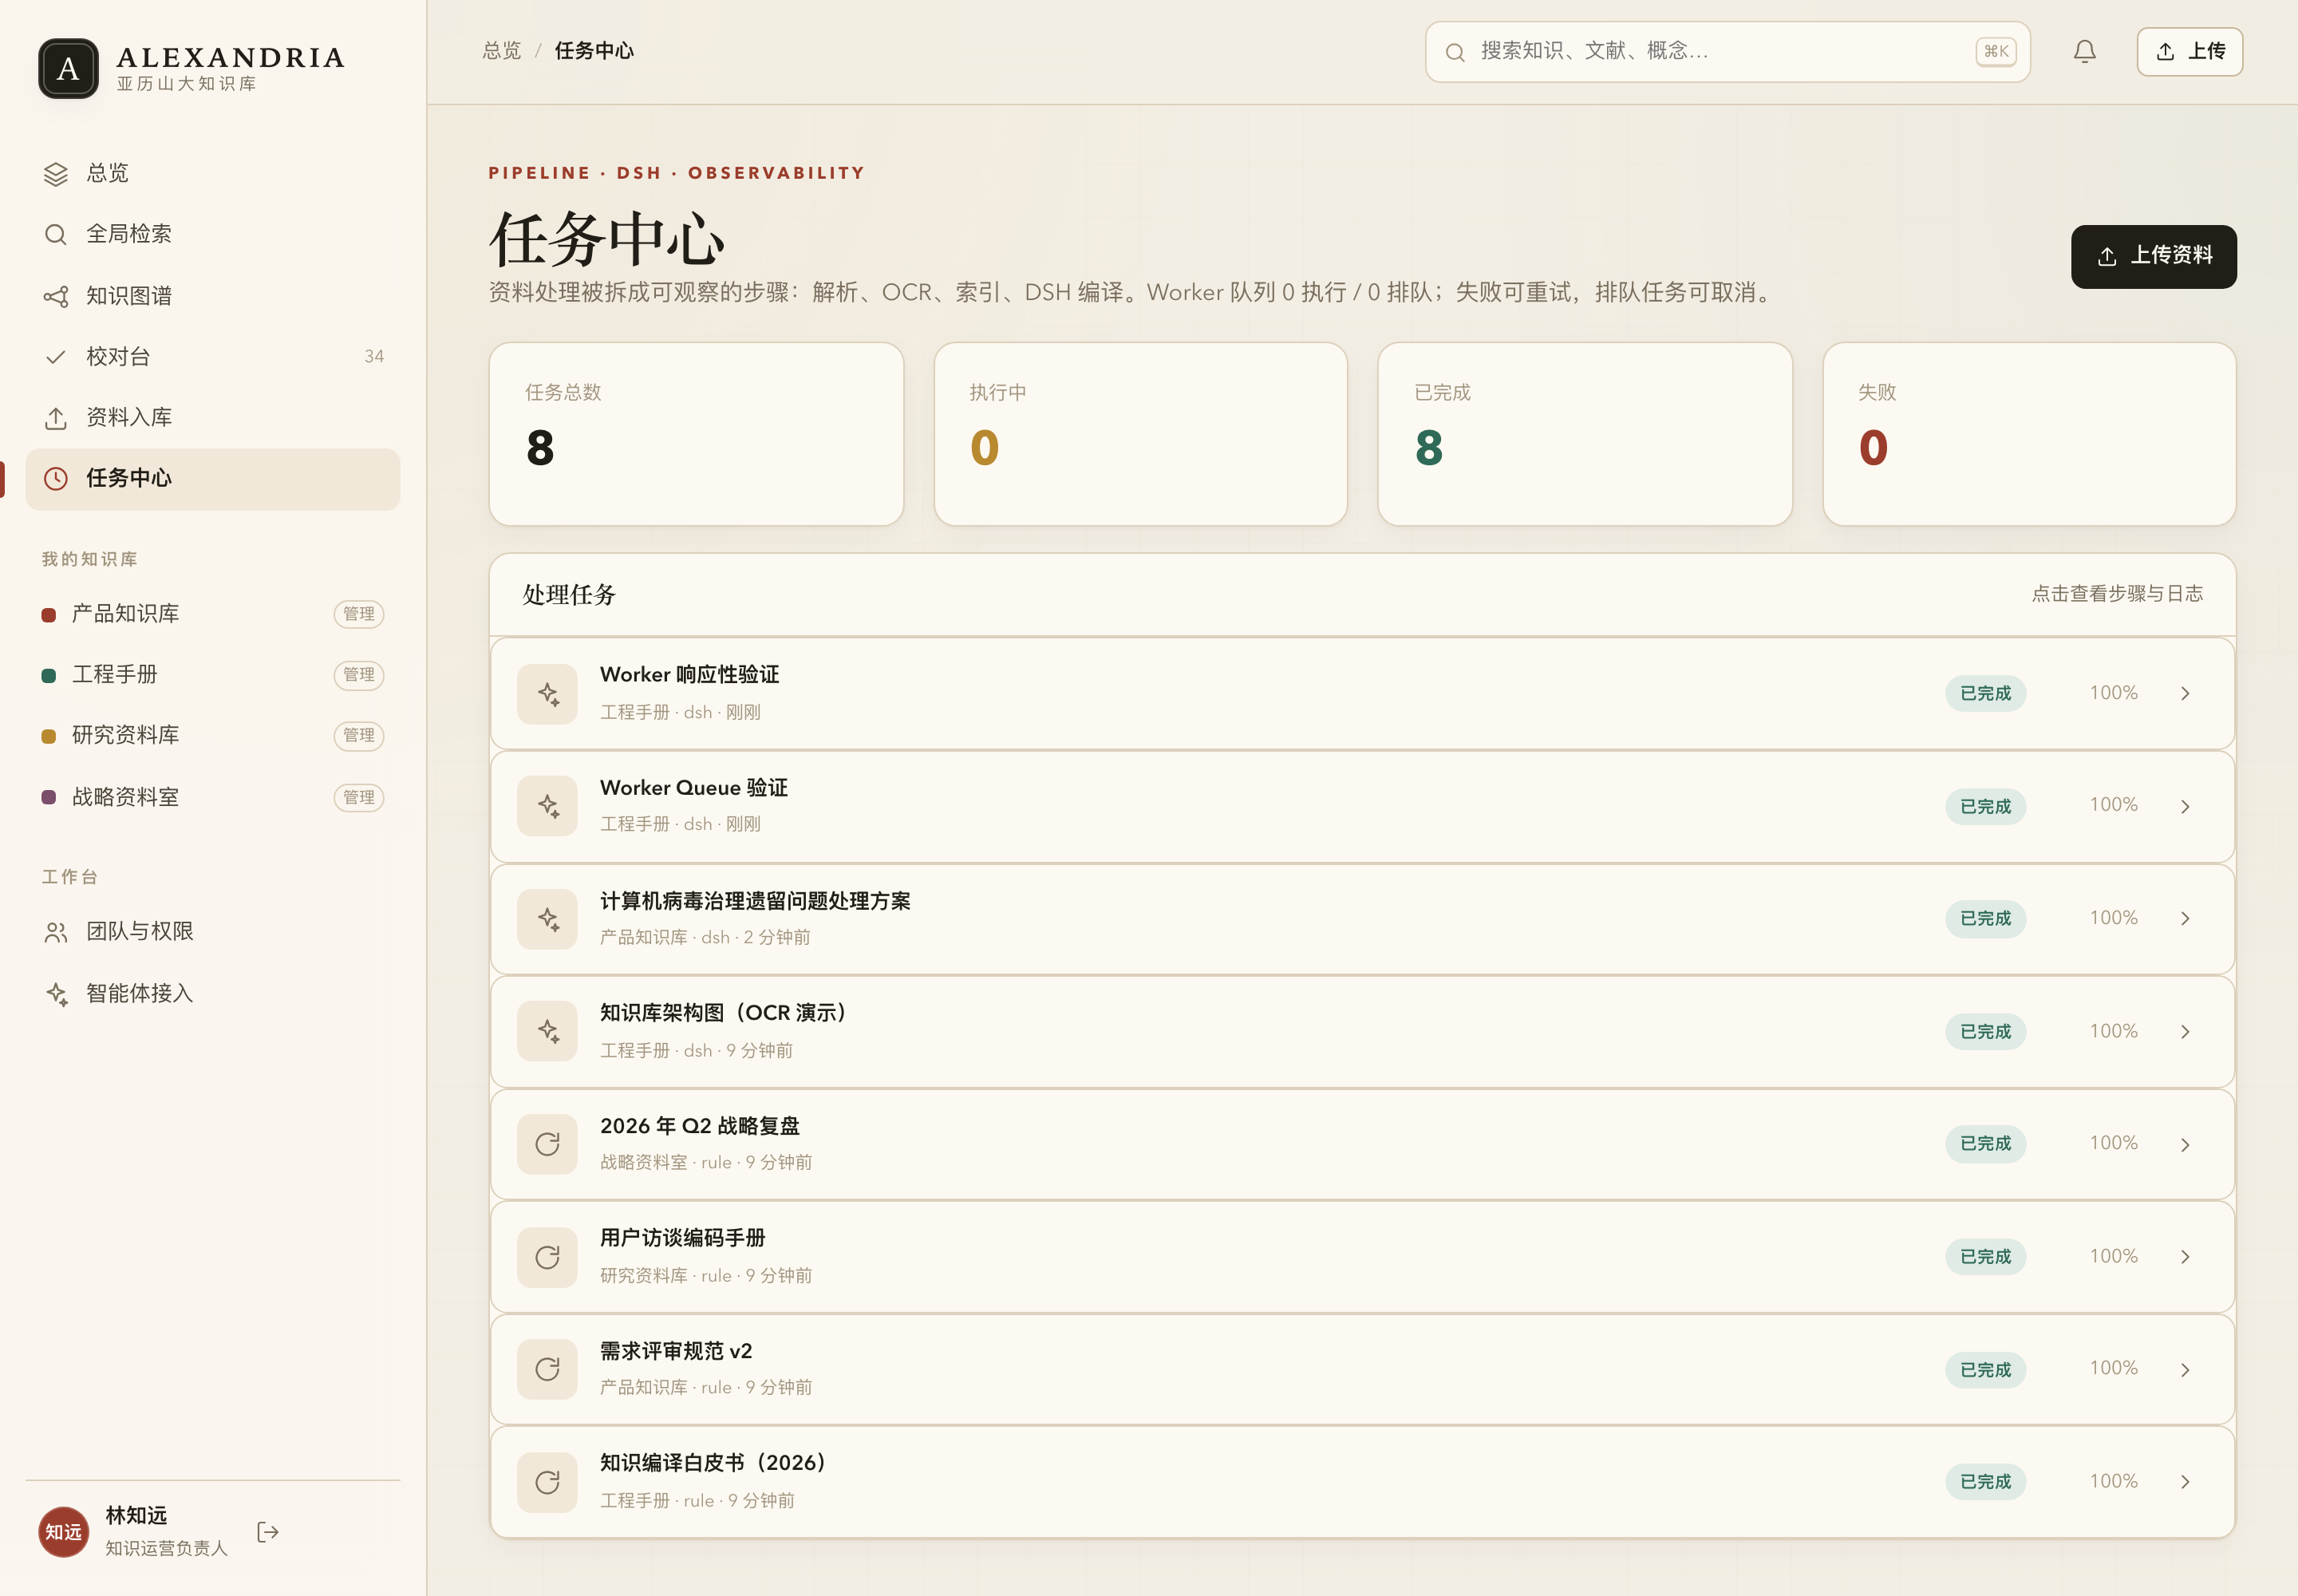 A
ALEXANDRIA
亚历山大知识库
总览
全局检索
知识图谱
校对台 34
资料入库
任务中心
我的知识库
产品知识库 管理
工程手册 管理
研究资料库 管理
战略资料室 管理
工作台
团队与权限
智能体接入
知远
林知远
知识运营负责人
总览 / 任务中心
搜索知识、文献、概念… ⌘K
上传
PIPELINE · DSH · OBSERVABILITY
任务中心
资料处理被拆成可观察的步骤：解析、OCR、索引、DSH 编译。Worker 队列 0 执行 / 0 排队；失败可重试，排队任务可取消。
上传资料
任务总数
8
执行中
0
已完成
8
失败
0
处理任务 点击查看步骤与日志
Worker 响应性验证
工程手册 · dsh · 刚刚
已完成 100%
Worker Queue 验证
工程手册 · dsh · 刚刚
已完成 100%
计算机病毒治理遗留问题处理方案
产品知识库 · dsh · 2 分钟前
已完成 100%
知识库架构图（OCR 演示）
工程手册 · dsh · 9 分钟前
已完成 100%
2026 年 Q2 战略复盘
战略资料室 · rule · 9 分钟前
已完成 100%
用户访谈编码手册
研究资料库 · rule · 9 分钟前
已完成 100%
需求评审规范 v2
产品知识库 · rule · 9 分钟前
已完成 100%
知识编译白皮书（2026）
工程手册 · rule · 9 分钟前
已完成 100%